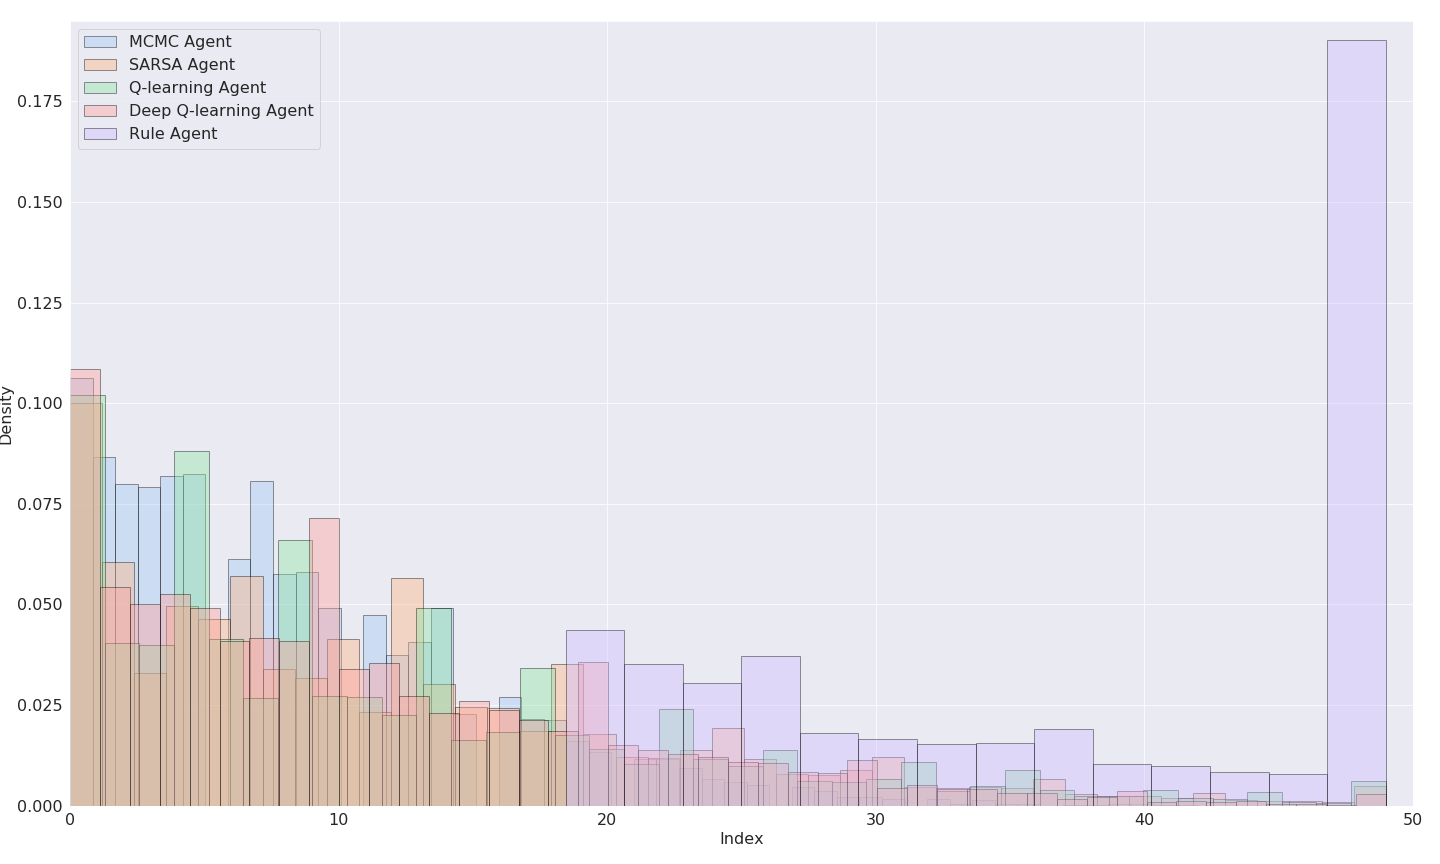 MCMC Agent
SARSA Agent
Q-learning Agent
Deep Q-learning Agent
Rule Agent
0.175
0.150
0.125
0.100
0.075
0.050
0.025
0.000
Density
0 10 20 30 40 50
Index